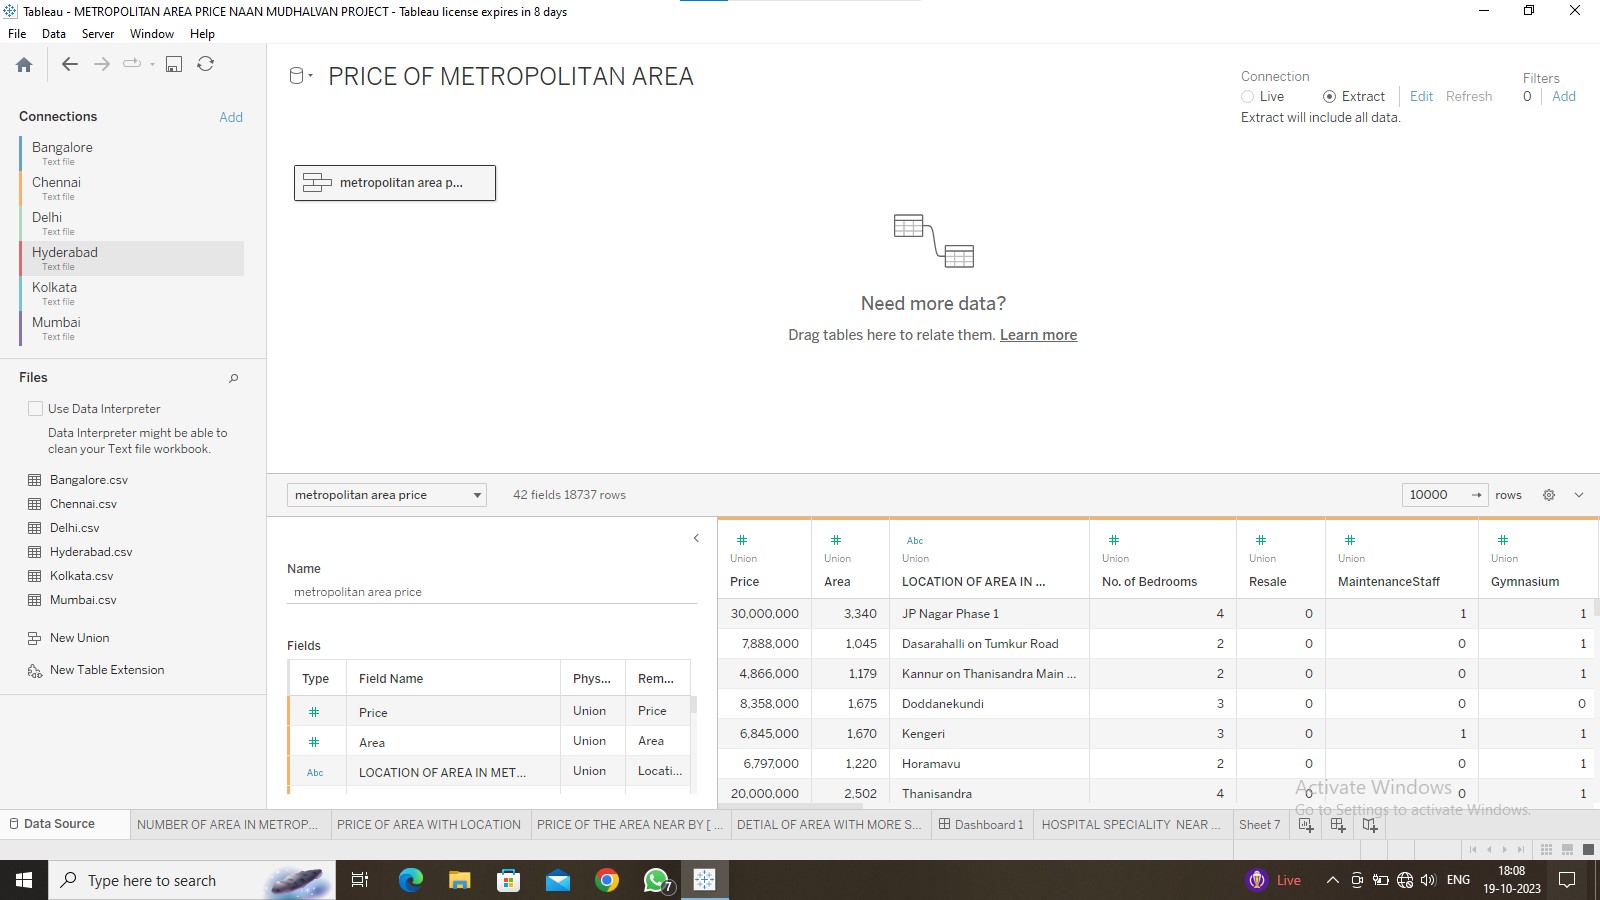 Tableau - METROPOLITAN AREA PRICE NAAN MUDHALVAN PROJECT - Tableau license expires in 8 days
File Data Server Window Help
PRICE OF METROPOLITAN AREA
Connection
Live Extract Edit Refresh
Extract will include all data.
Filters
0 Add
Connections Add
Bangalore
Text file
Chennai
Text file
Delhi
Text file
Hyderabad
Text file
Kolkata
Text file
Mumbai
Text file
metropolitan area p...
Need more data?
Drag tables here to relate them. Learn more
Files
Use Data Interpreter
Data Interpreter might be able to
clean your Text file workbook.
Bangalore.csv
Chennai.csv
Delhi.csv
Hyderabad.csv
Kolkata.csv
Mumbai.csv
New Union
New Table Extension
metropolitan area price 42 fields 18737 rows 10000 → rows
Name
metropolitan area price
Fields
Type Field Name Phys... Rem...
# Price Union Price
# Area Union Area
Abc LOCATION OF AREA IN MET... Union Locati...
# # Abc # # # #
Union Union Union Union Union Union Union
Price Area LOCATION OF AREA IN ... No. of Bedrooms Resale MaintenanceStaff Gymnasium
30,000,000 3,340 JP Nagar Phase 1 4 0 1 1
7,888,000 1,045 Dasarahalli on Tumkur Road 2 0 0 1
4,866,000 1,179 Kannur on Thanisandra Main ... 2 0 0 1
8,358,000 1,675 Doddanekundi 3 0 0 0
6,845,000 1,670 Kengeri 3 0 1 1
6,797,000 1,220 Horamavu 2 0 0 1
20,000,000 2,502 Thanisandra 4 0 0 1
Activate Windows
Go to Settings to activate Windows.
Data Source NUMBER OF AREA IN METROP... PRICE OF AREA WITH LOCATION PRICE OF THE AREA NEAR BY [ ... DETIAL OF AREA WITH MORE S... Dashboard 1 HOSPITAL SPECIALITY NEAR ... Sheet 7
Type here to search
7
Live
ENG
18:08
19-10-2023